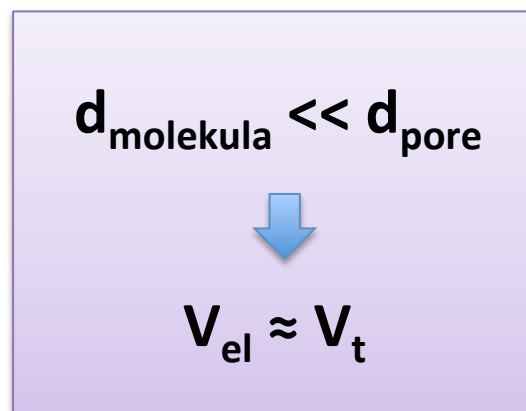 d_molekula << d_pore
V_el ≈ V_t